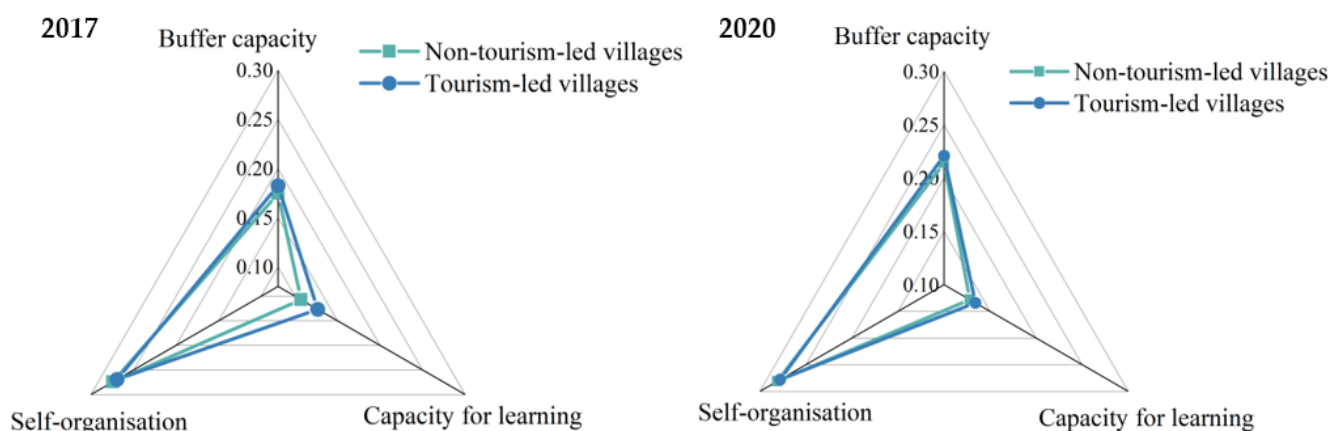 2017
Buffer capacity
Non-tourism-led villages
Tourism-led villages
0.30
0.25
0.20
0.15
0.10
Self-organisation
Capacity for learning
2020
Buffer capacity
Non-tourism-led villages
Tourism-led villages
0.30
0.25
0.20
0.15
0.10
Self-organisation
Capacity for learning